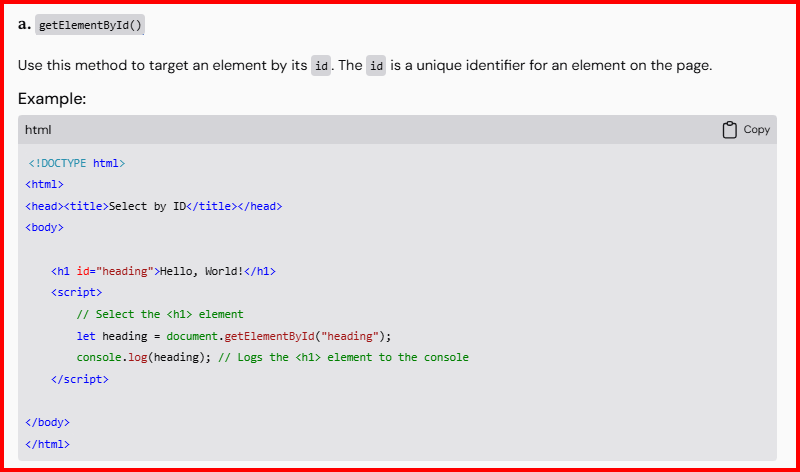 a. getElementById()
Use this method to target an element by its id. The id is a unique identifier for an element on the page.
Example:
html Copy
<!DOCTYPE html>
<html>
<head><title>Select by ID</title></head>
<body>
<h1 id="heading">Hello, World!</h1>
<script>
// Select the <h1> element
let heading = document.getElementById("heading");
console.log(heading); // Logs the <h1> element to the console
</script>
</body>
</html>